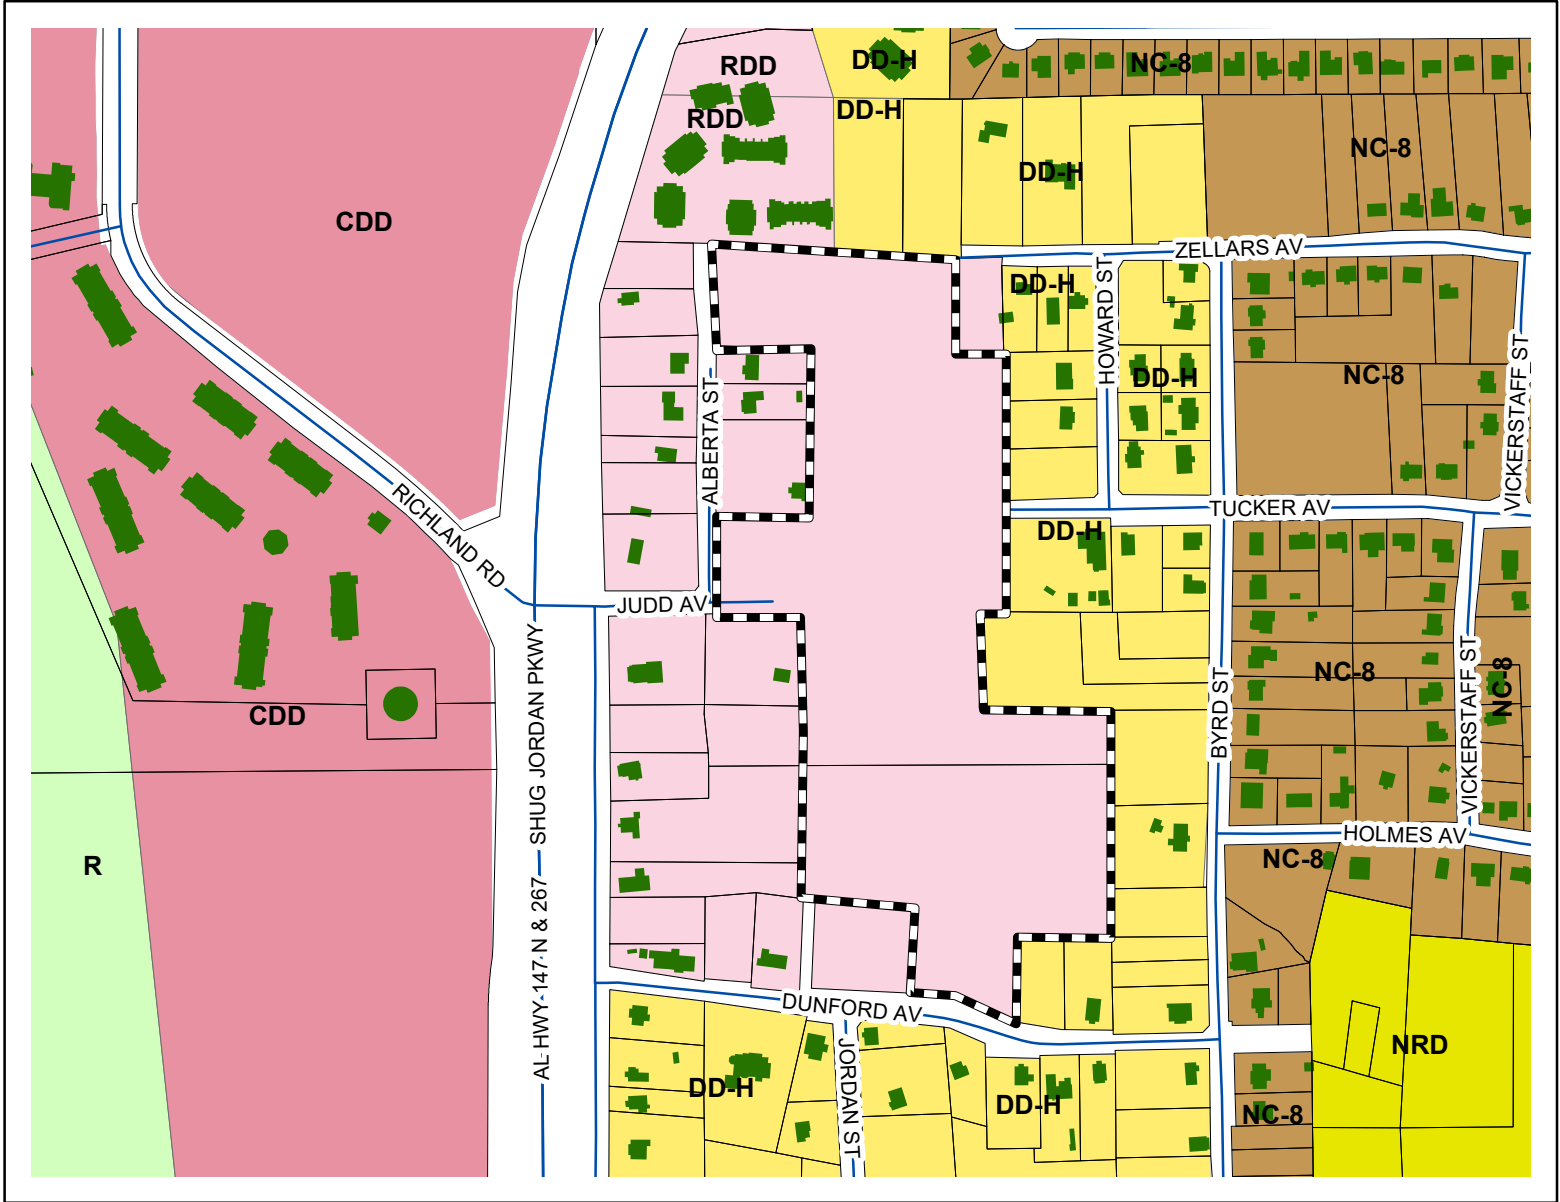 RDD
DD-H
NC-8
RDD
DD-H
NC-8
DD-H
CDD
ZELLARS AV
DD-H
HOWARD ST
DD-H
NC-8
VICKERSTAFF ST
ALBERTA ST
RICHLAND RD
TUCKER AV
DD-H
JUDD AV
SHUG JORDAN PKWY
AL HWY 147 N & 267
BYRD ST
NC-8
VICKERSTAFF ST
NC-8
CDD
HOLMES AV
NC-8
R
DUNFORD AV
JORDAN ST
NRD
DD-H
DD-H
NC-8